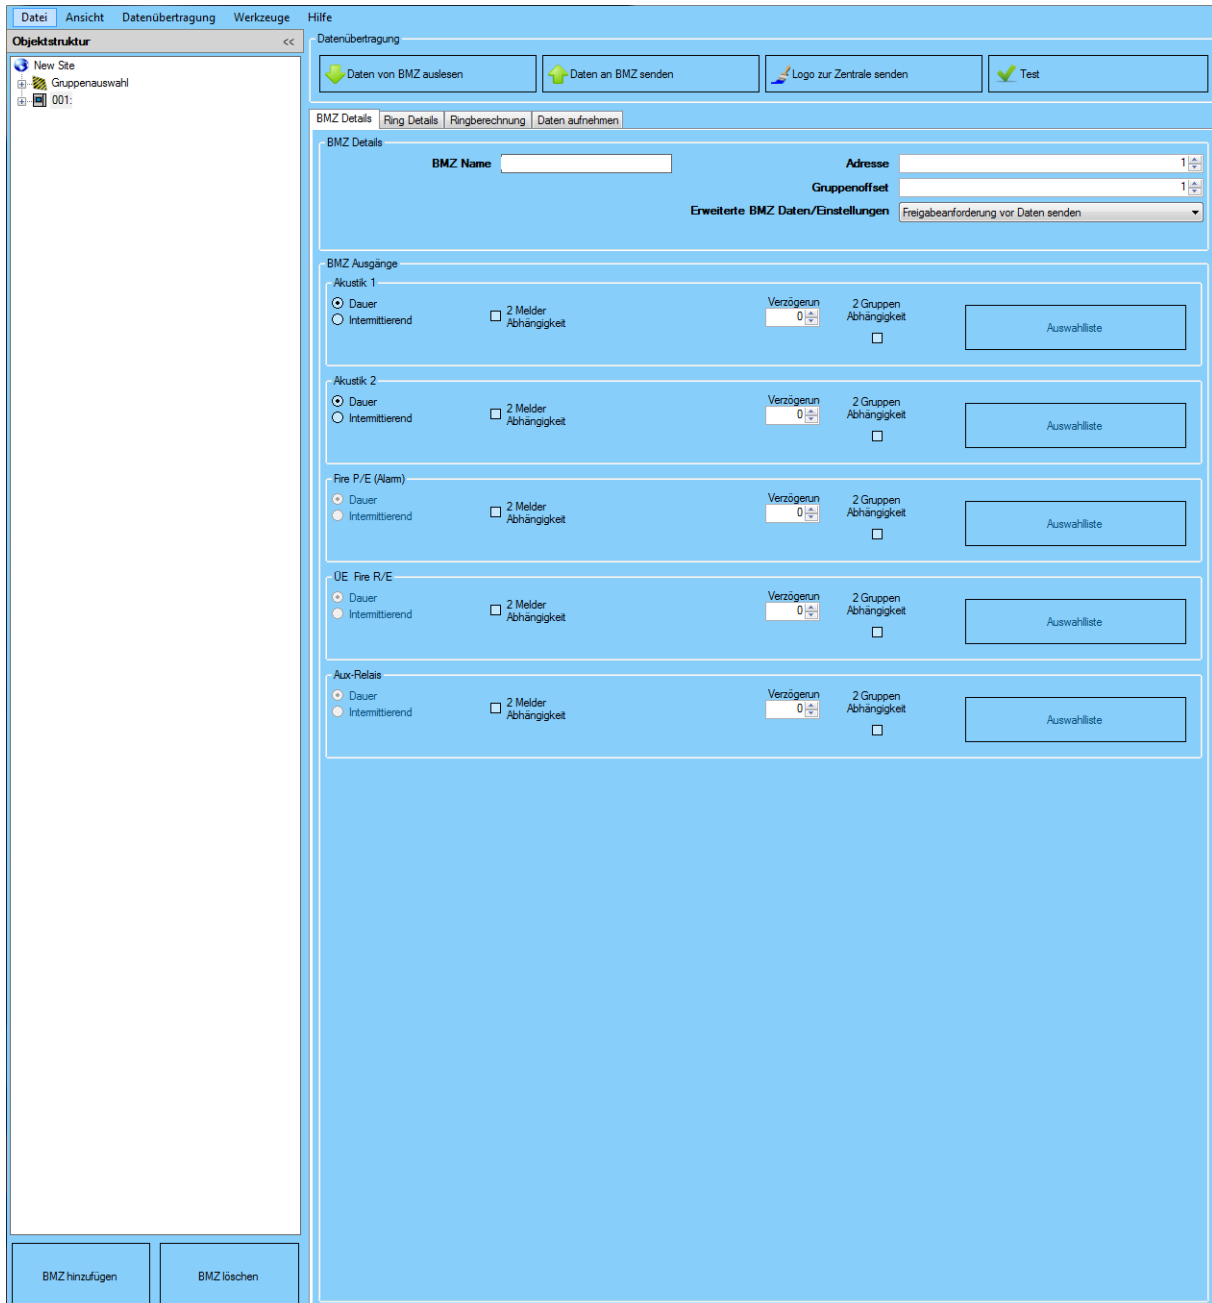 Datei Ansicht Datenübertragung Werkzeuge Hilfe
Objektstruktur <<
New Site
Gruppenauswahl
001:
BMZ hinzufügen BMZ löschen
Datenübertragung
Daten von BMZ auslesen Daten an BMZ senden Logo zur Zentrale senden Test
BMZ Details Ring Details Ringberechnung Daten aufnehmen
BMZ Details
BMZ Name Adresse 1
Gruppenoffset 1
Erweiterte BMZ Daten/Einstellungen Freigabeanforderung vor Daten senden
BMZ Ausgänge
Akustik 1
Dauer
Intermittierend
2 Melder
Abhängigkeit
Verzögerun
0
2 Gruppen
Abhängigkeit
Auswahlliste
Akustik 2
Dauer
Intermittierend
2 Melder
Abhängigkeit
Verzögerun
0
2 Gruppen
Abhängigkeit
Auswahlliste
Fire P/E (Alarm)
Dauer
Intermittierend
2 Melder
Abhängigkeit
Verzögerun
0
2 Gruppen
Abhängigkeit
Auswahlliste
ÜE Fire R/E
Dauer
Intermittierend
2 Melder
Abhängigkeit
Verzögerun
0
2 Gruppen
Abhängigkeit
Auswahlliste
Aux-Relais
Dauer
Intermittierend
2 Melder
Abhängigkeit
Verzögerun
0
2 Gruppen
Abhängigkeit
Auswahlliste